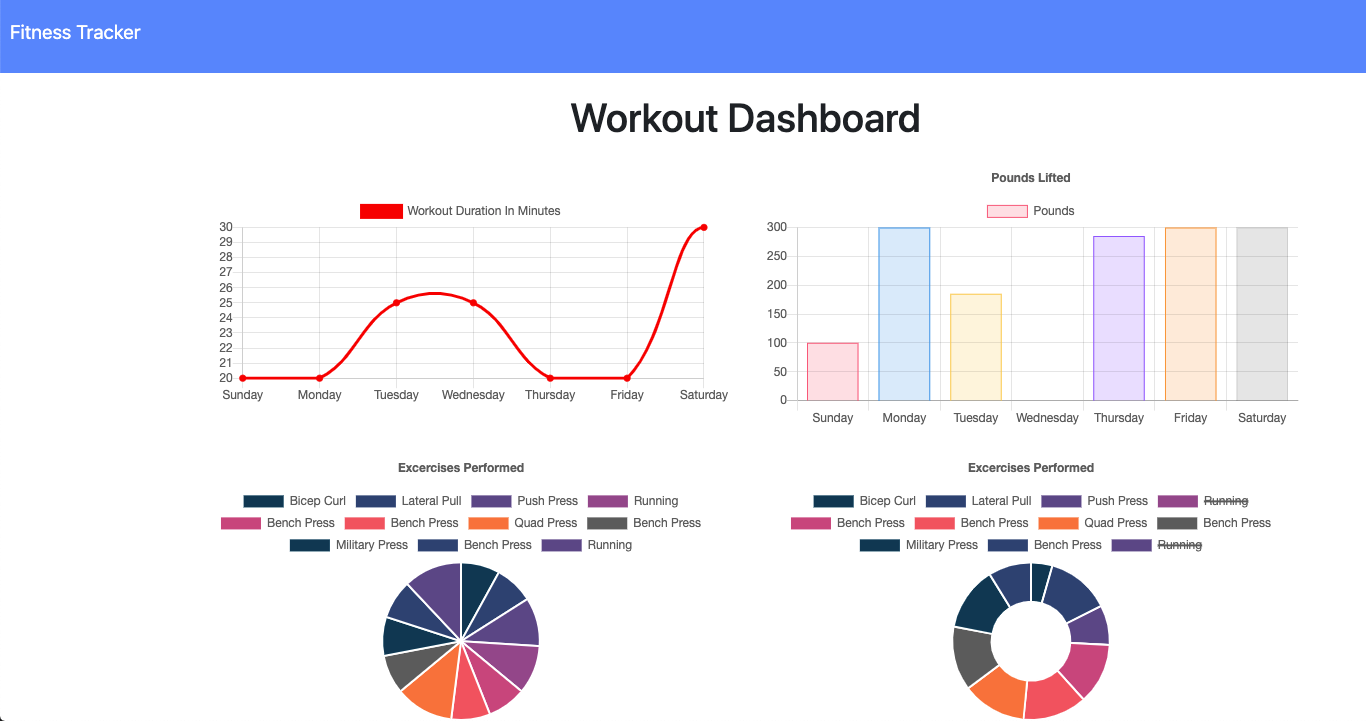 Fitness Tracker
Workout Dashboard
Workout Duration In Minutes
30
29
28
27
26
25
24
23
22
21
20
Sunday Monday Tuesday Wednesday Thursday Friday Saturday
Pounds Lifted
Pounds
300
250
200
150
100
50
0
Sunday Monday Tuesday Wednesday Thursday Friday Saturday
Excercises Performed
Bicep Curl Lateral Pull Push Press Running
Bench Press Bench Press Quad Press Bench Press
Military Press Bench Press Running
Excercises Performed
Bicep Curl Lateral Pull Push Press Running
Bench Press Bench Press Quad Press Bench Press
Military Press Bench Press Running